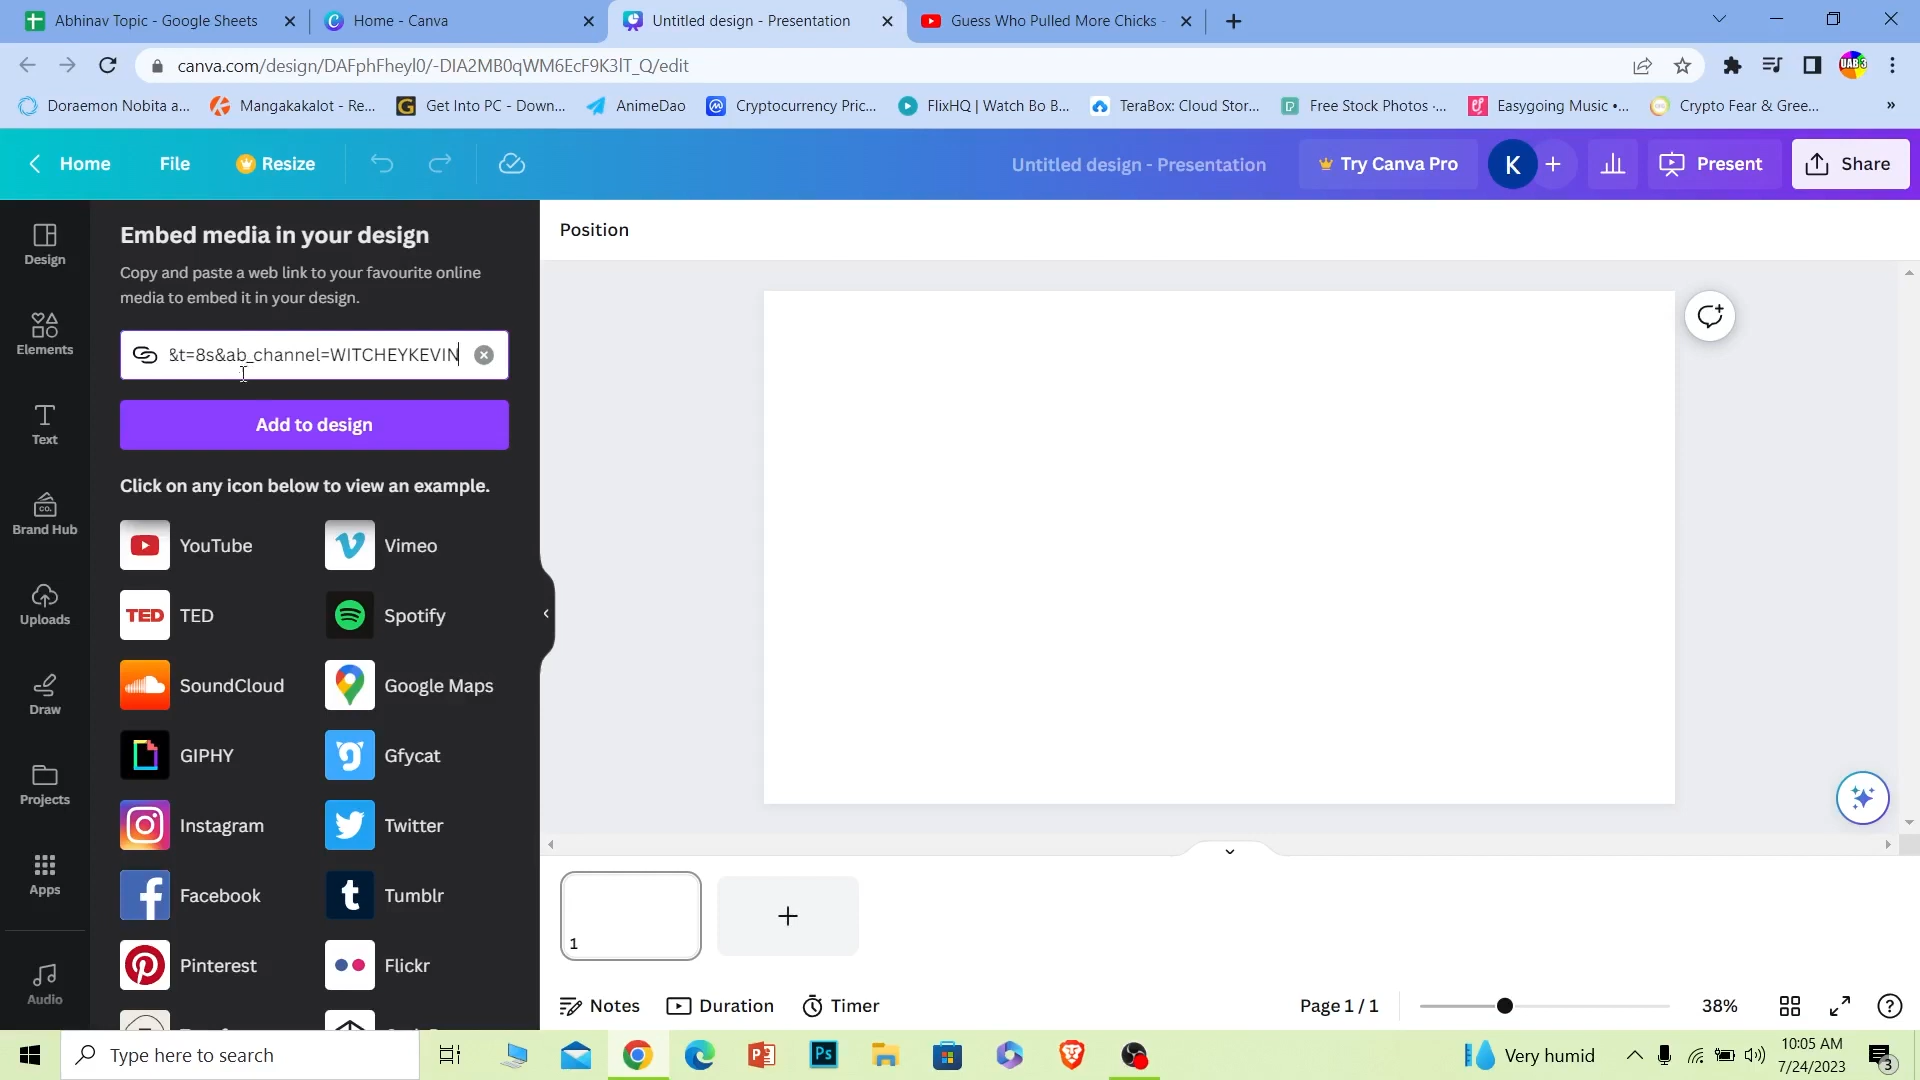 Abhinav Topic - Google Sheets
Home - Canva
Untitled design - Presentation
Guess Who Pulled More Chicks -
canva.com/design/DAFphFheyl0/-DIA2MB0qWM6EcF9K3lT_Q/edit
UAB 3
Doraemon Nobita a...
Mangakakalot - Re...
Get Into PC - Down...
AnimeDao
Cryptocurrency Pric...
FlixHQ | Watch Bo B...
TeraBox: Cloud Stor...
Free Stock Photos ·...
Easygoing Music •...
Crypto Fear & Gree...
»
Home
File
Resize
Untitled design - Presentation
Try Canva Pro
K
Present
Share
Design
Elements
Text
Brand Hub
Uploads
Draw
Projects
Apps
Audio
Embed media in your design
Copy and paste a web link to your favourite online
media to embed it in your design.
&t=8s&ab_channel=WITCHEYKEVIN
Add to design
Click on any icon below to view an example.
YouTube
Vimeo
TED
TED
Spotify
SoundCloud
Google Maps
GIPHY
Gfycat
Instagram
Twitter
Facebook
Tumblr
Pinterest
Flickr
Position
1
Notes
Duration
Timer
Page 1 / 1
38%
Type here to search
Very humid
10:05 AM
7/24/2023
3